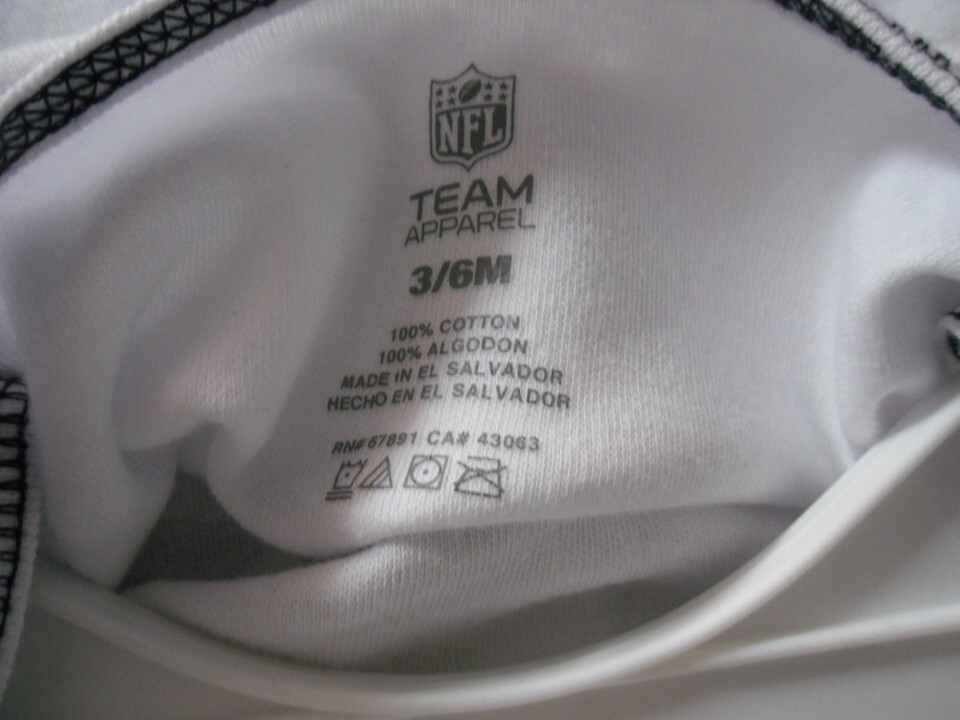 NFL
TEAM
APPAREL
3/6M
100% COTTON
100% ALGODON
MADE IN EL SALVADOR
HECHO EN EL SALVADOR
RN# 67891 CA# 43063